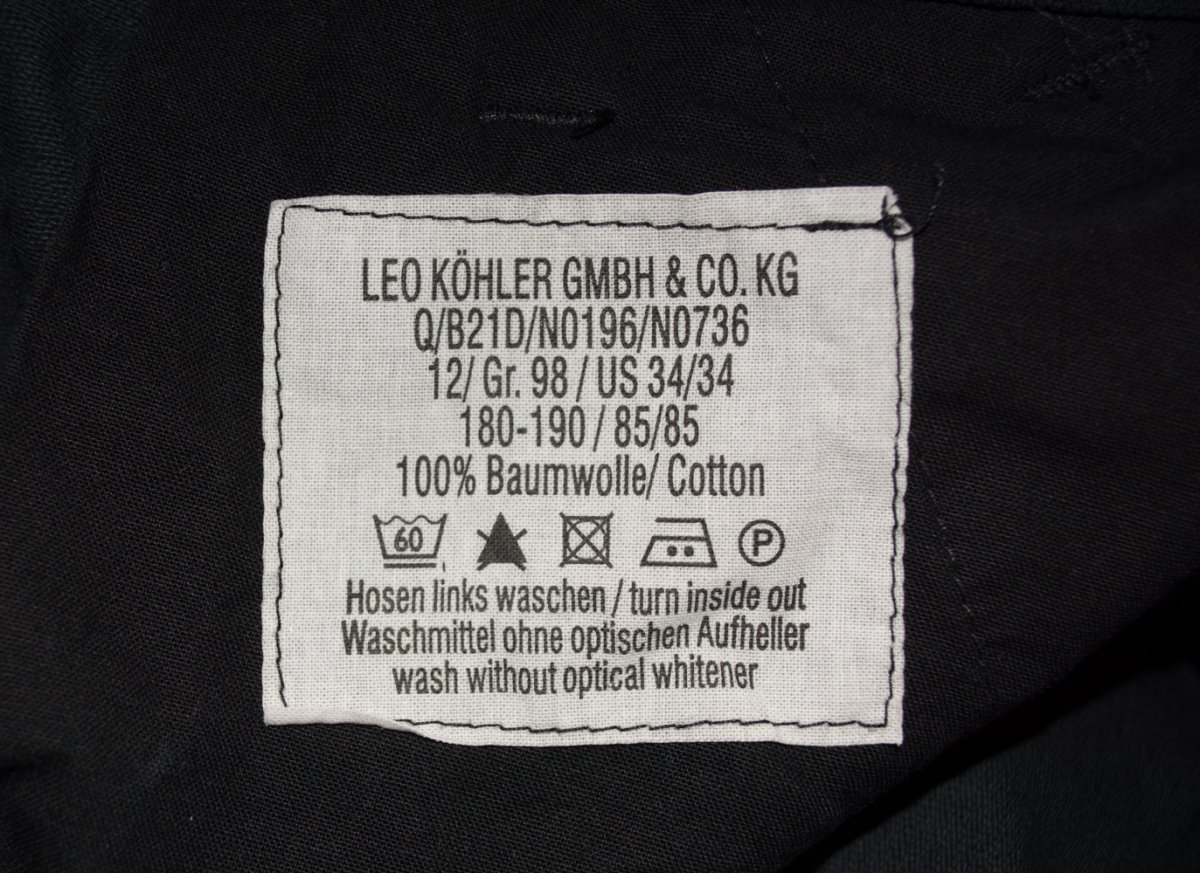 LEO KÖHLER GMBH & CO. KG
Q/B21D/N0196/N0736
12/ Gr. 98 / US 34/34
180-190 / 85/85
100% Baumwolle/ Cotton
60 P
Hosen links waschen / turn inside out
Waschmittel ohne optischen Aufheller
wash without optical whitener